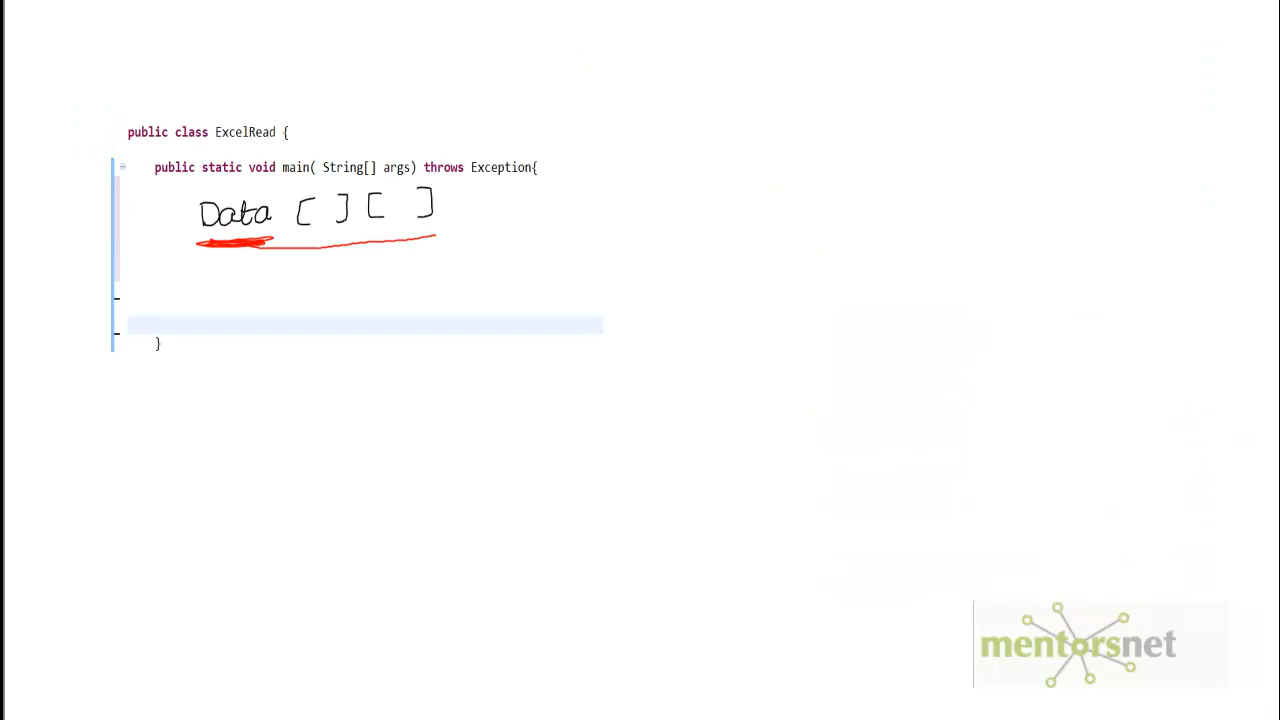 public class ExcelRead {
public static void main( String[] args) throws Exception{
Data [ ] [ ]
}
mentorsnet